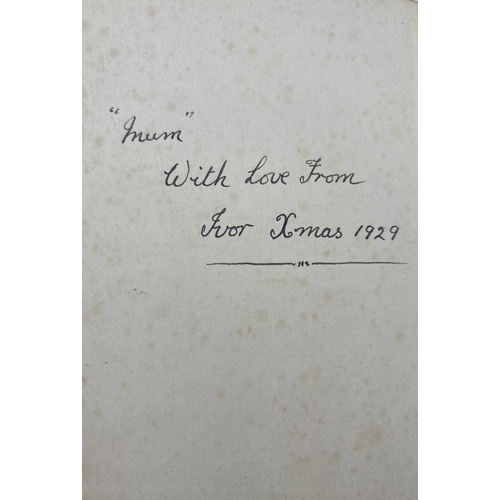 "Mum"
With Love From
Ivor Xmas 1929